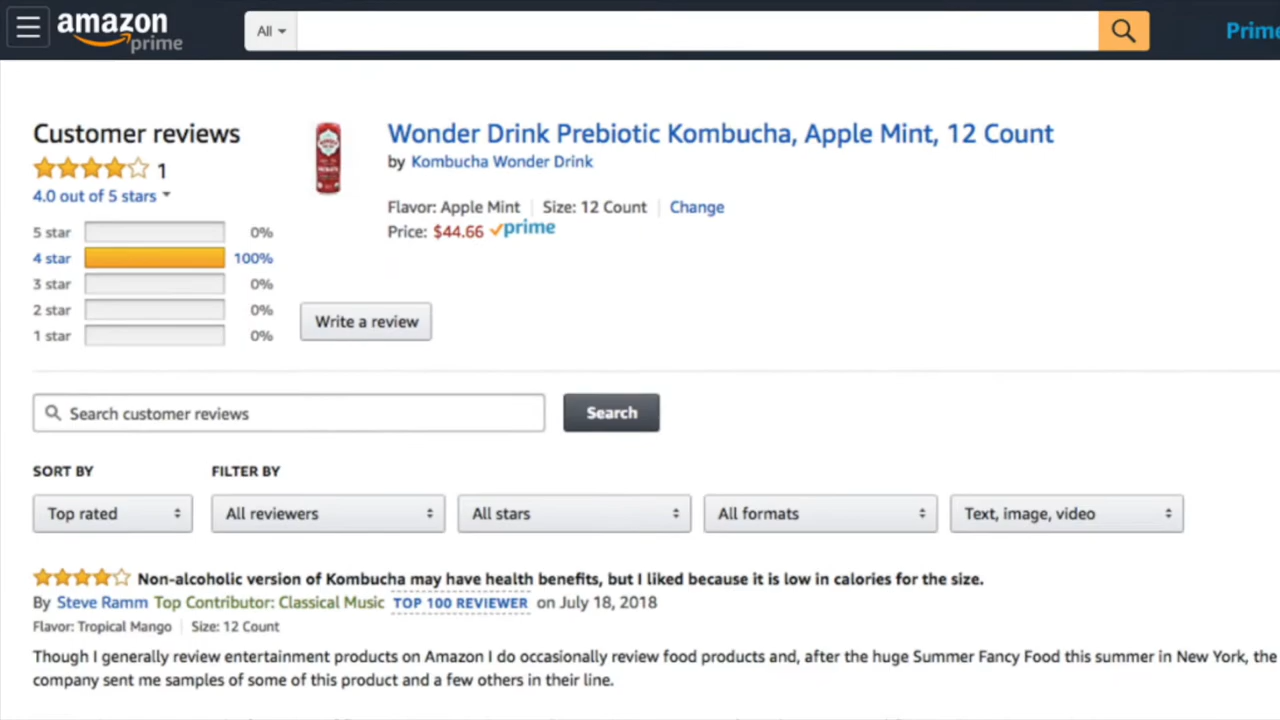 amazon
prime
All
Prime
Customer reviews
1
4.0 out of 5 stars
5 star 0%
4 star 100%
3 star 0%
2 star 0%
1 star 0%
Wonder Drink Prebiotic Kombucha, Apple Mint, 12 Count
by Kombucha Wonder Drink
Flavor: Apple Mint | Size: 12 Count | Change
Price: $44.66 prime
Write a review
Search customer reviews
Search
SORT BY FILTER BY
Top rated All reviewers All stars All formats Text, image, video
Non-alcoholic version of Kombucha may have health benefits, but I liked because it is low in calories for the size.
By Steve Ramm Top Contributor: Classical Music TOP 100 REVIEWER on July 18, 2018
Flavor: Tropical Mango | Size: 12 Count
Though I generally review entertainment products on Amazon I do occasionally review food products and, after the huge Summer Fancy Food this summer in New York, the
company sent me samples of some of this product and a few others in their line.